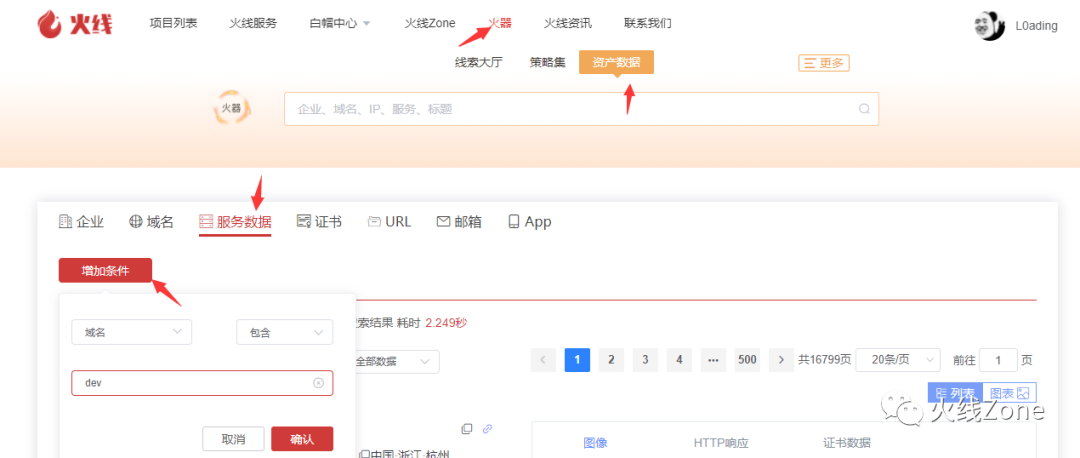 火线 项目列表 火线服务 白帽中心 火线Zone 火器 火线资讯 联系我们 L0ading
线索大厅 策略集 资产数据 更多
火器 企业、域名、IP、服务、标题
企业 域名 服务数据 证书 URL 邮箱 App
增加条件
域名 包含 索结果 耗时 2.249秒
全部数据 1 2 3 4 ••• 500 共16799页 20条/页 前往 1 页
dev
列表 图表
火线Zone
取消 确认 图像 HTTP响应 证书数据
中国·浙江·杭州